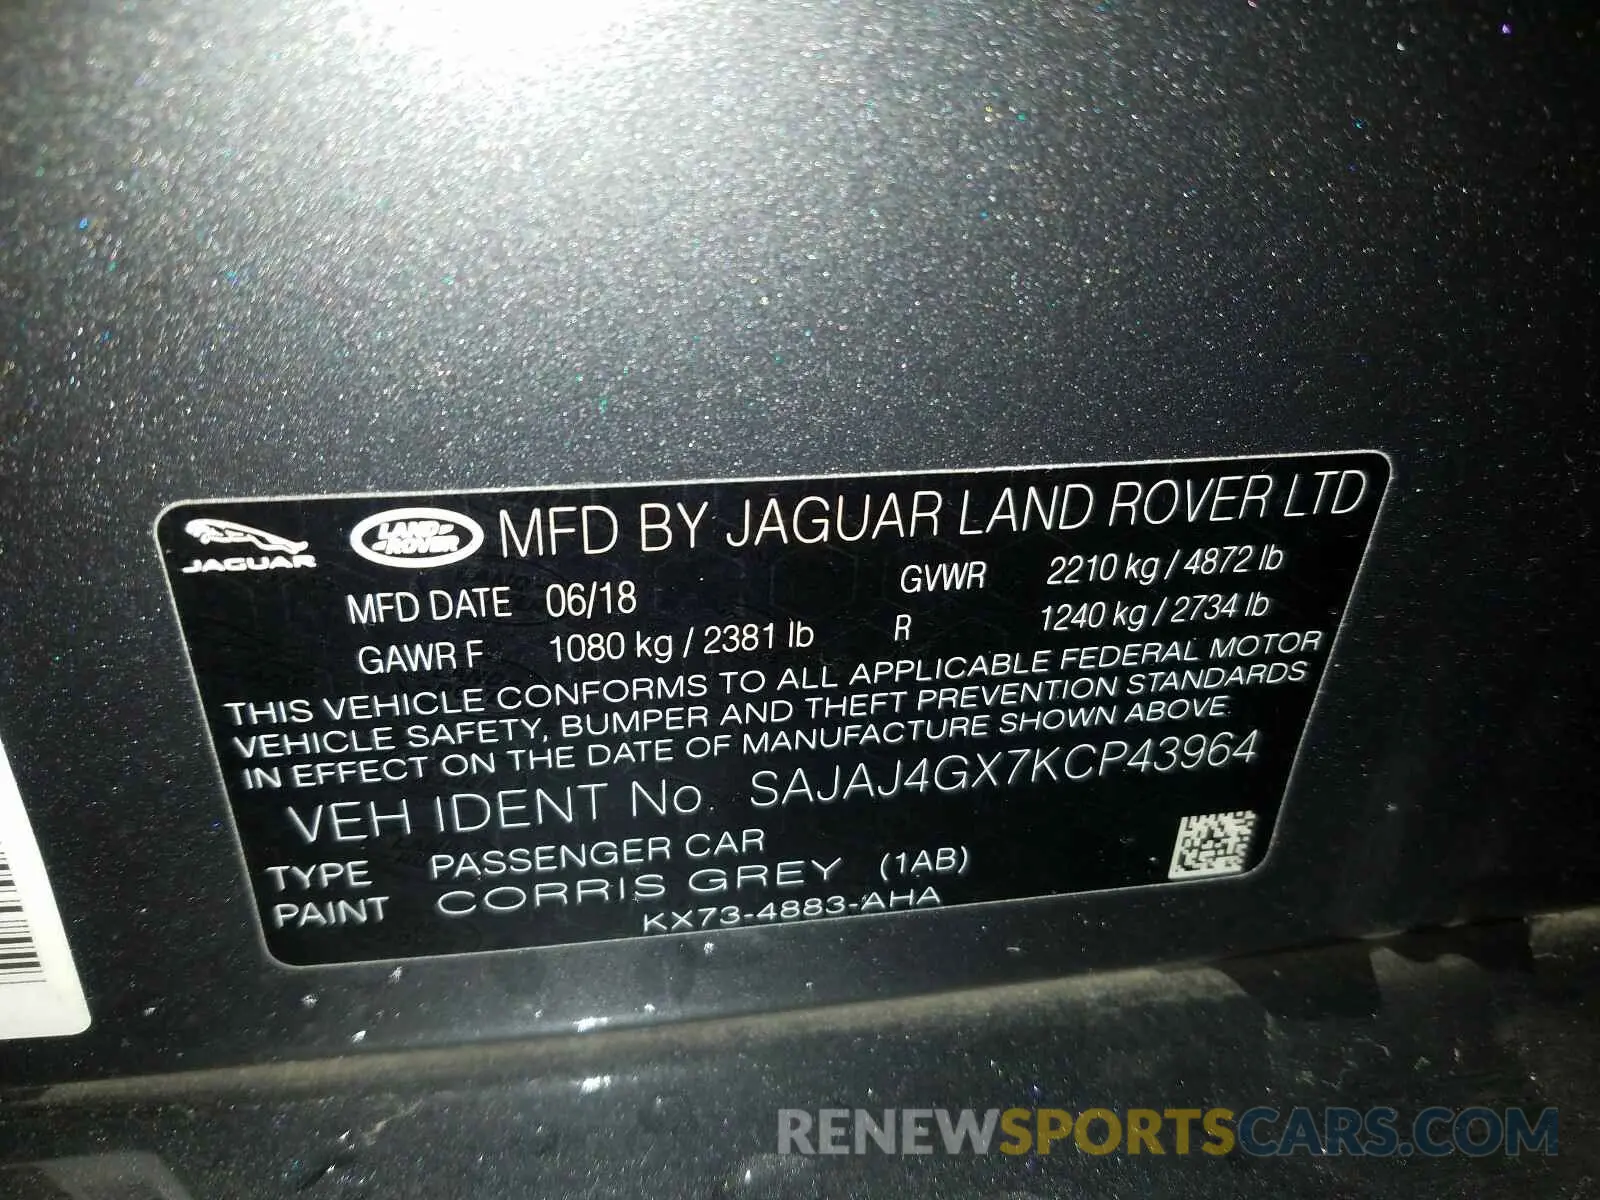 JAGUAR LAND ROVER MFD BY JAGUAR LAND ROVER LTD
MFD DATE 06/18 GVWR 2210 kg / 4872 lb
GAWR F 1080 kg / 2381 lb R 1240 kg / 2734 lb
THIS VEHICLE CONFORMS TO ALL APPLICABLE FEDERAL MOTOR
VEHICLE SAFETY, BUMPER AND THEFT PREVENTION STANDARDS
IN EFFECT ON THE DATE OF MANUFACTURE SHOWN ABOVE.
VEH IDENT No. SAJAJ4GX7KCP43964
TYPE PASSENGER CAR
PAINT CORRIS GREY (1AB)
KX73-4883-AHA
RENEWSPORTSCARS.COM